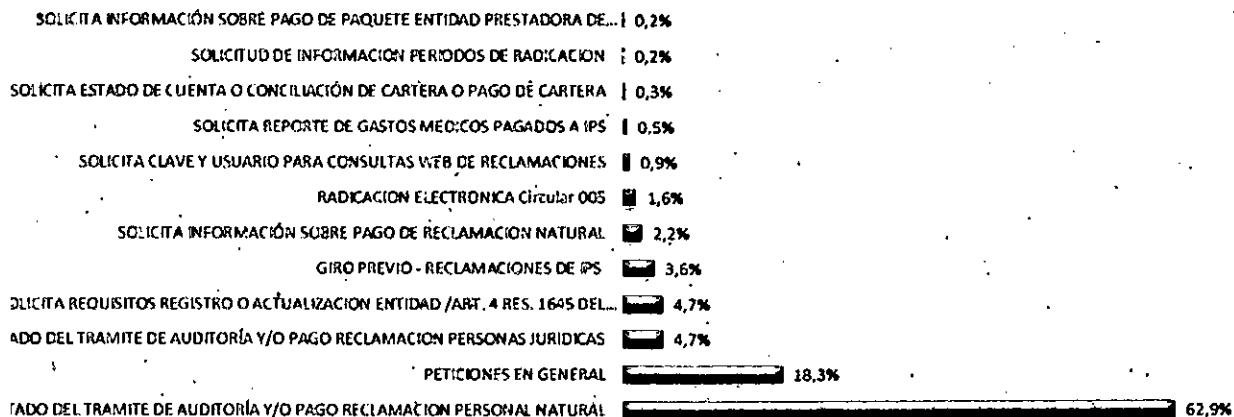 SOLICITA INFORMACIÓN SOBRE PAGO DE PAQUETE ENTIDAD PRESTADORA DE... 0,2%
SOLICITUD DE INFORMACION PERIODOS DE RADICACION 0,2%
SOLICITA ESTADO DE CUENTA O CONCILIACIÓN DE CARTERA O PAGO DE CARTERA 0,3%
SOLICITA REPORTE DE GASTOS MEDICOS PAGADOS A IPS 0,5%
SOLICITA CLAVE Y USUARIO PARA CONSULTAS WEB DE RECLAMACIONES 0,9%
RADICACION ELECTRONICA Circular 005 1,6%
SOLICITA INFORMACIÓN SOBRE PAGO DE RECLAMACION NATURAL 2,2%
GIRO PREVIO - RECLAMACIONES DE IPS 3,6%
OLICITA REQUISITOS REGISTRO O ACTUALIZACION ENTIDAD /ART. 4 RES. 1645 DEL... 4,7%
ADO DEL TRAMITE DE AUDITORÍA Y/O PAGO RECLAMACION PERSONAS JURIDICAS 4,7%
PETICIONES EN GENERAL 18,3%
TADO DEL TRAMITE DE AUDITORÍA Y/O PAGO RECLAMACION PERSONAL NATURAL 62,9%